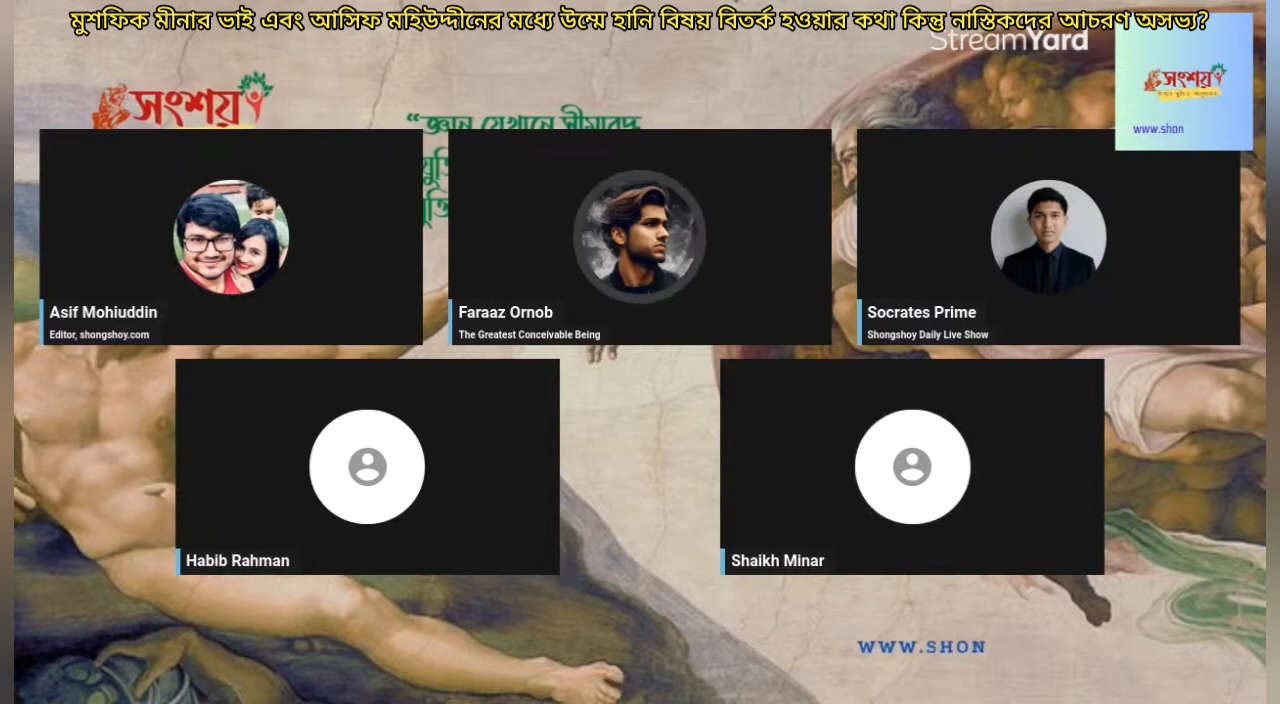 মুশফিক মীনার ভাই এবং আসিফ মহিউদ্দীনের মধ্যে উম্মে হানি বিষয় বিতর্ক হওয়ার কথা কিন্তু নাস্তিকদের আচরণ অসভ্য?
StreamYard
সংশয়
সংশয়
www.shon
“জ্ঞান যেখানে সীমাবদ্ধ
Asif Mohiuddin
Editor, shongshoy.com
Faraaz Ornob
The Greatest Conceivable Being
Socrates Prime
Shongshoy Daily Live Show
Habib Rahman
Shaikh Minar
WWW.SHON